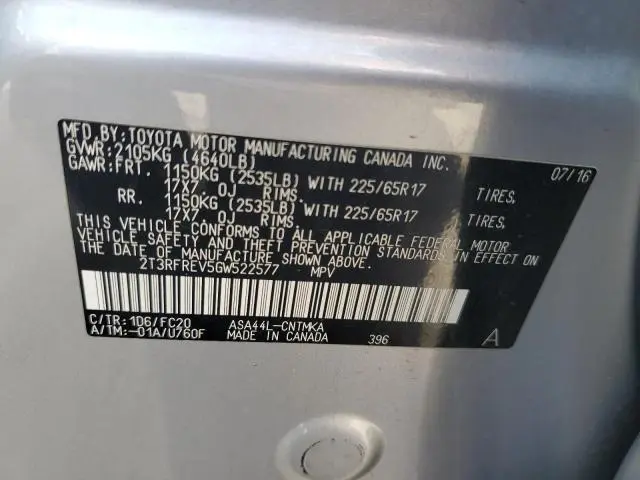 MFD. BY: TOYOTA MOTOR MANUFACTURING CANADA INC.
GVWR: 2105KG (4640LB) 07/16
GAWR: FRT. 1150KG (2535LB) WITH 225/65R17 TIRES,
17X7 0J RIMS.
RR. 1150KG (2535LB) WITH 225/65R17 TIRES,
17X7 0J RIMS.
THIS VEHICLE CONFORMS TO ALL APPLICABLE FEDERAL MOTOR
VEHICLE SAFETY AND THEFT PREVENTION STANDARDS IN EFFECT ON
THE DATE OF MANUFACTURE SHOWN ABOVE.
2T3RFREV5GW522577 MPV
C/TR: 1D6/FC20 ASA44L-CNTMKA
A/TM: -01A/U760F MADE IN CANADA 396 A